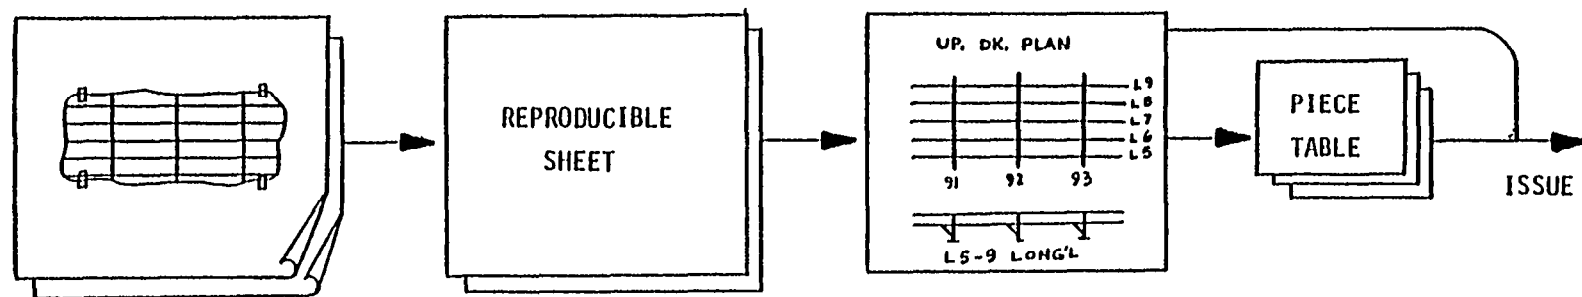 REPRODUCIBLE
SHEET
UP. DK. PLAN
L9
L8
L7
L6
L5
91 92 93
L5-9 LONG'L
PIECE
TABLE
ISSUE